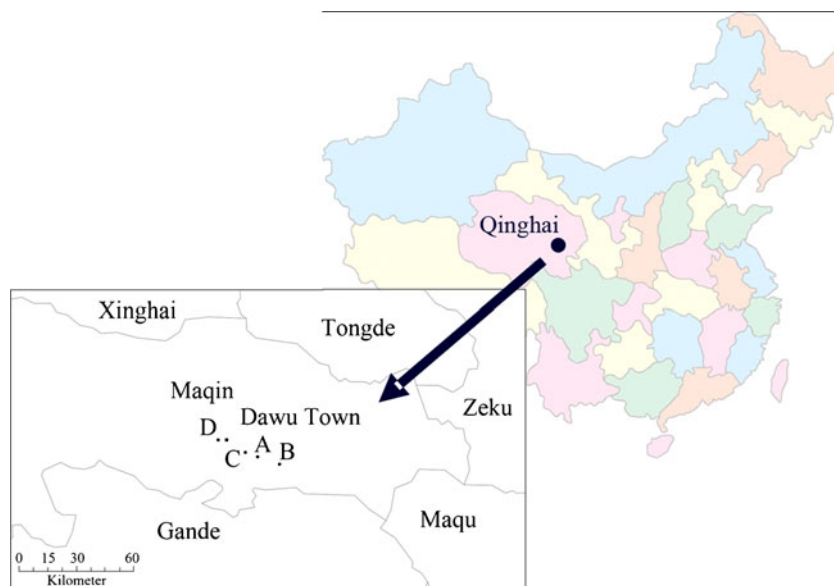 Qinghai
Xinghai
Tongde
Maqin
Zeku
Dawu Town
D
C
A
B
Gande
Maqu
0 15 30 60
Kilometer